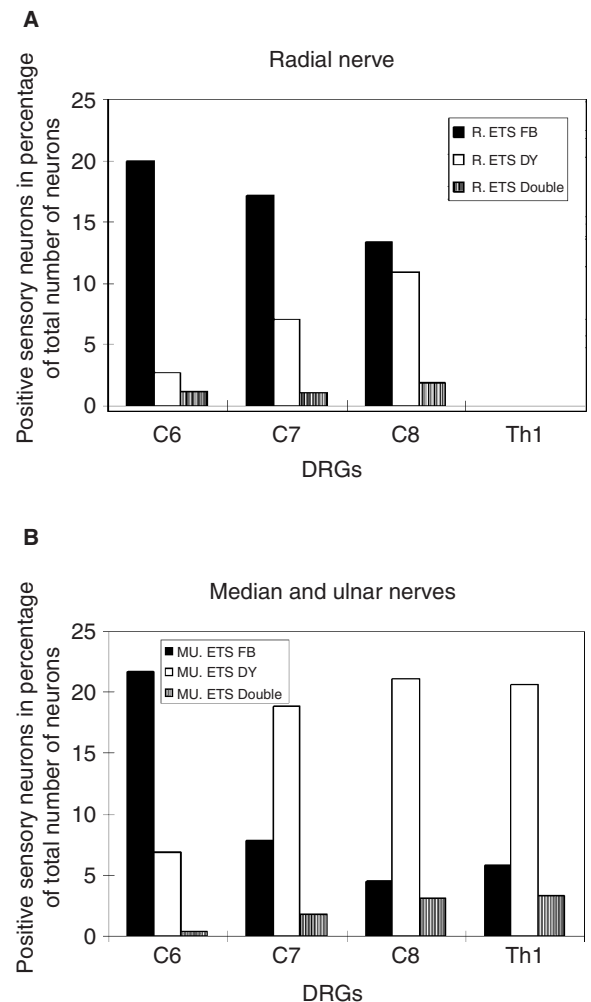 A
Radial nerve
Positive sensory neurons in percentage
of total number of neurons
25
20
15
10
5
0
R. ETS FB
R. ETS DY
R. ETS Double
C6 C7 C8 Th1
DRGs
B
Median and ulnar nerves
Positive sensory neurons in percentage
of total number of neurons
25
20
15
10
5
0
MU. ETS FB
MU. ETS DY
MU. ETS Double
C6 C7 C8 Th1
DRGs